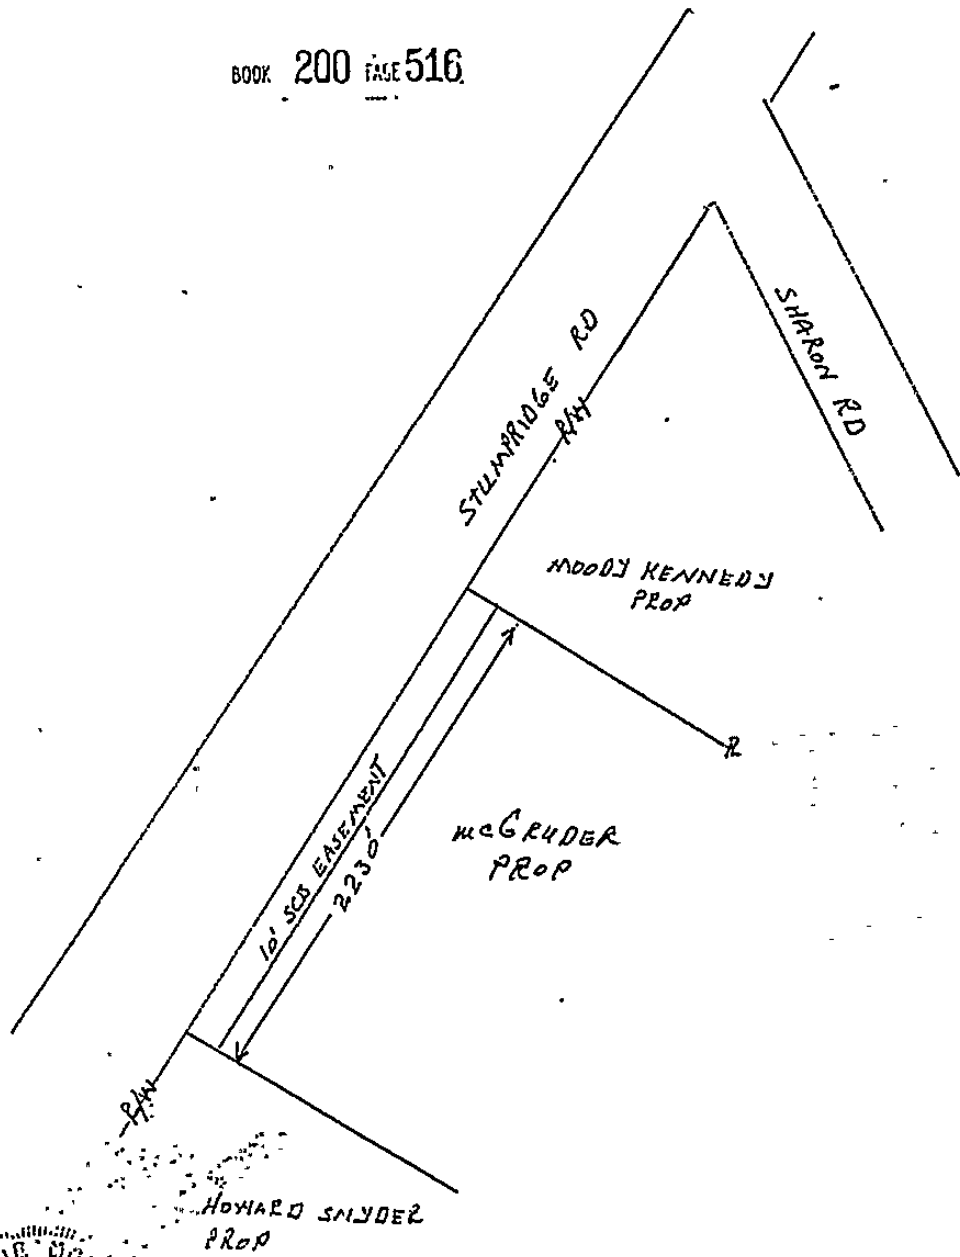 BOOK 200 PAGE 516
STUMPRIDGE RD
R/W
SHARON RD
MOODY KENNEDY
PROP
10' SCB EASEMENT
2230'
McGRUDER
PROP
R/W
HOWARD SNYDER
PROP